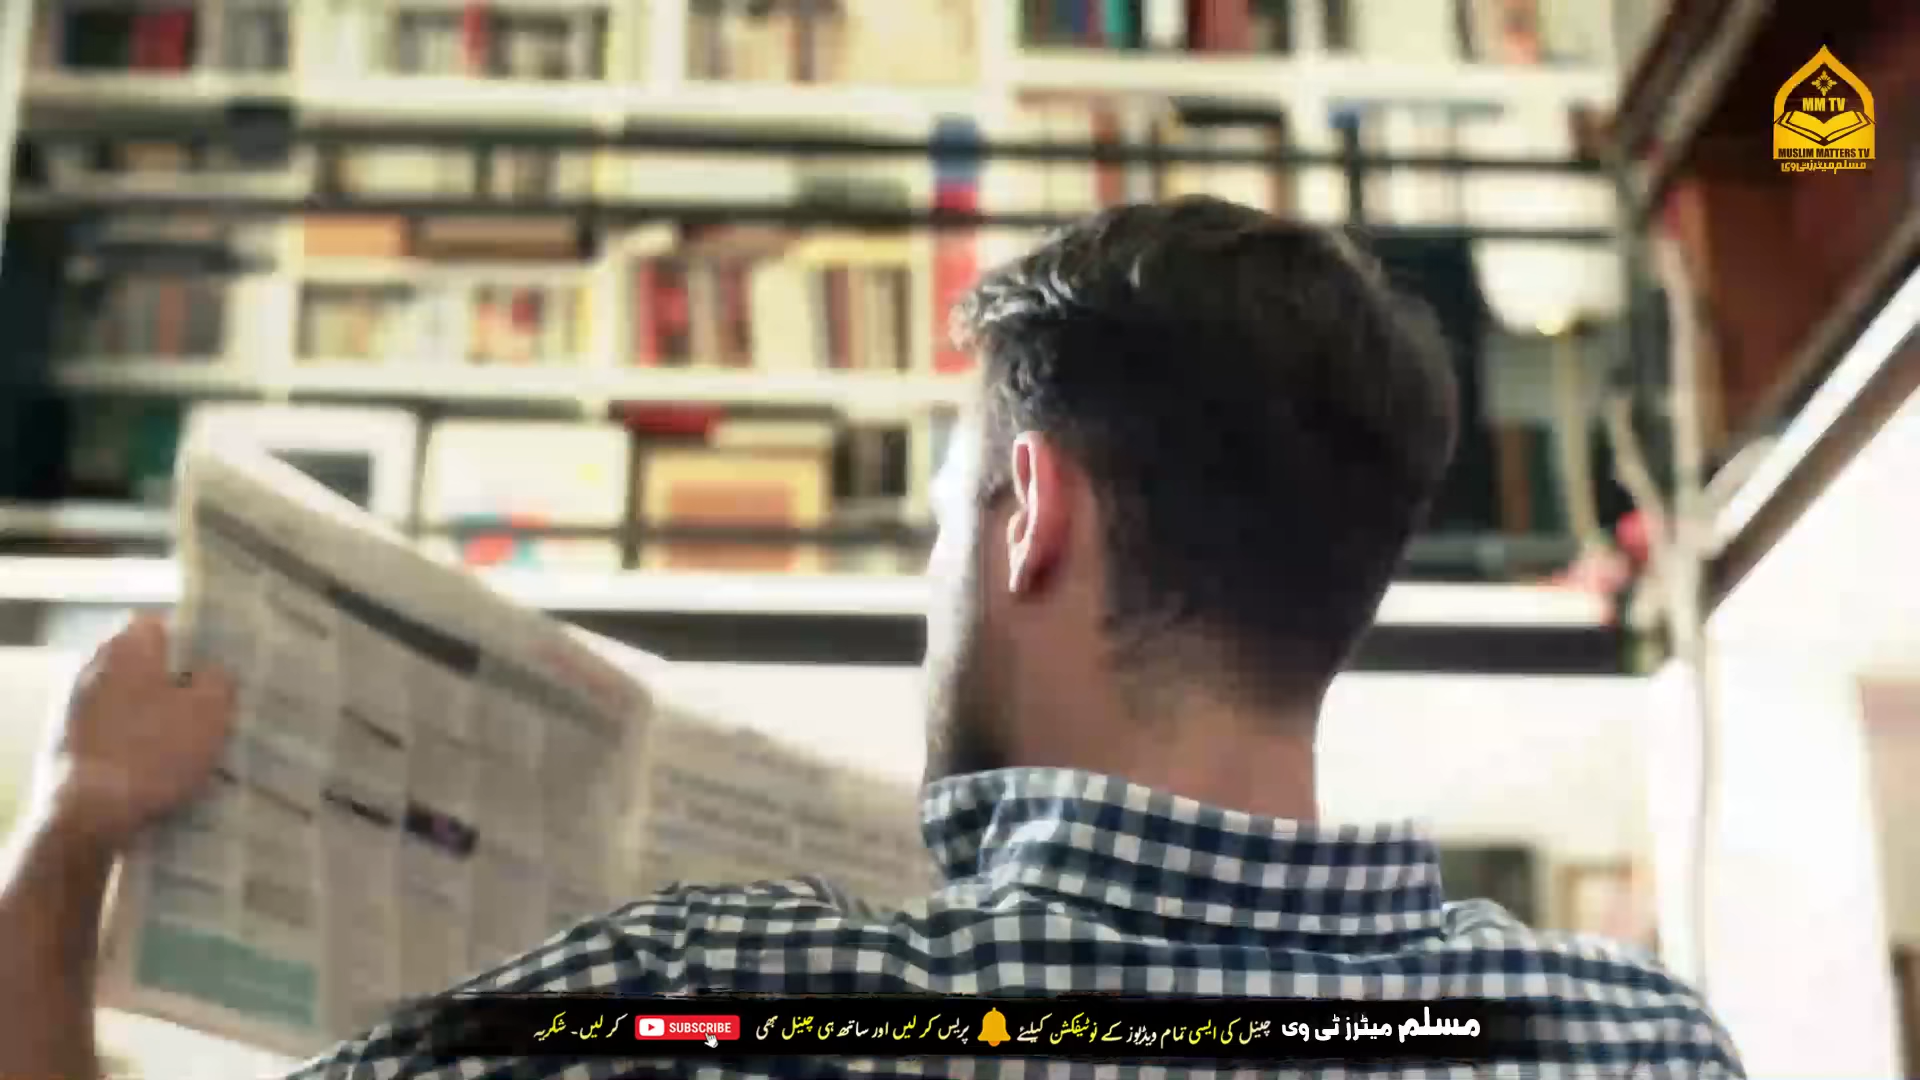 MM TV
MUSLIM MATTERS TV
مسلم میٹرز ٹی وی
مسلم میٹرز ٹی وی چینل کی ایسی تمام ویڈیوز کے نوٹیفکشن کیلئے پریس کر لیں اور ساتھ ہی چینل بھی SUBSCRIBE کر لیں۔ شکریہ